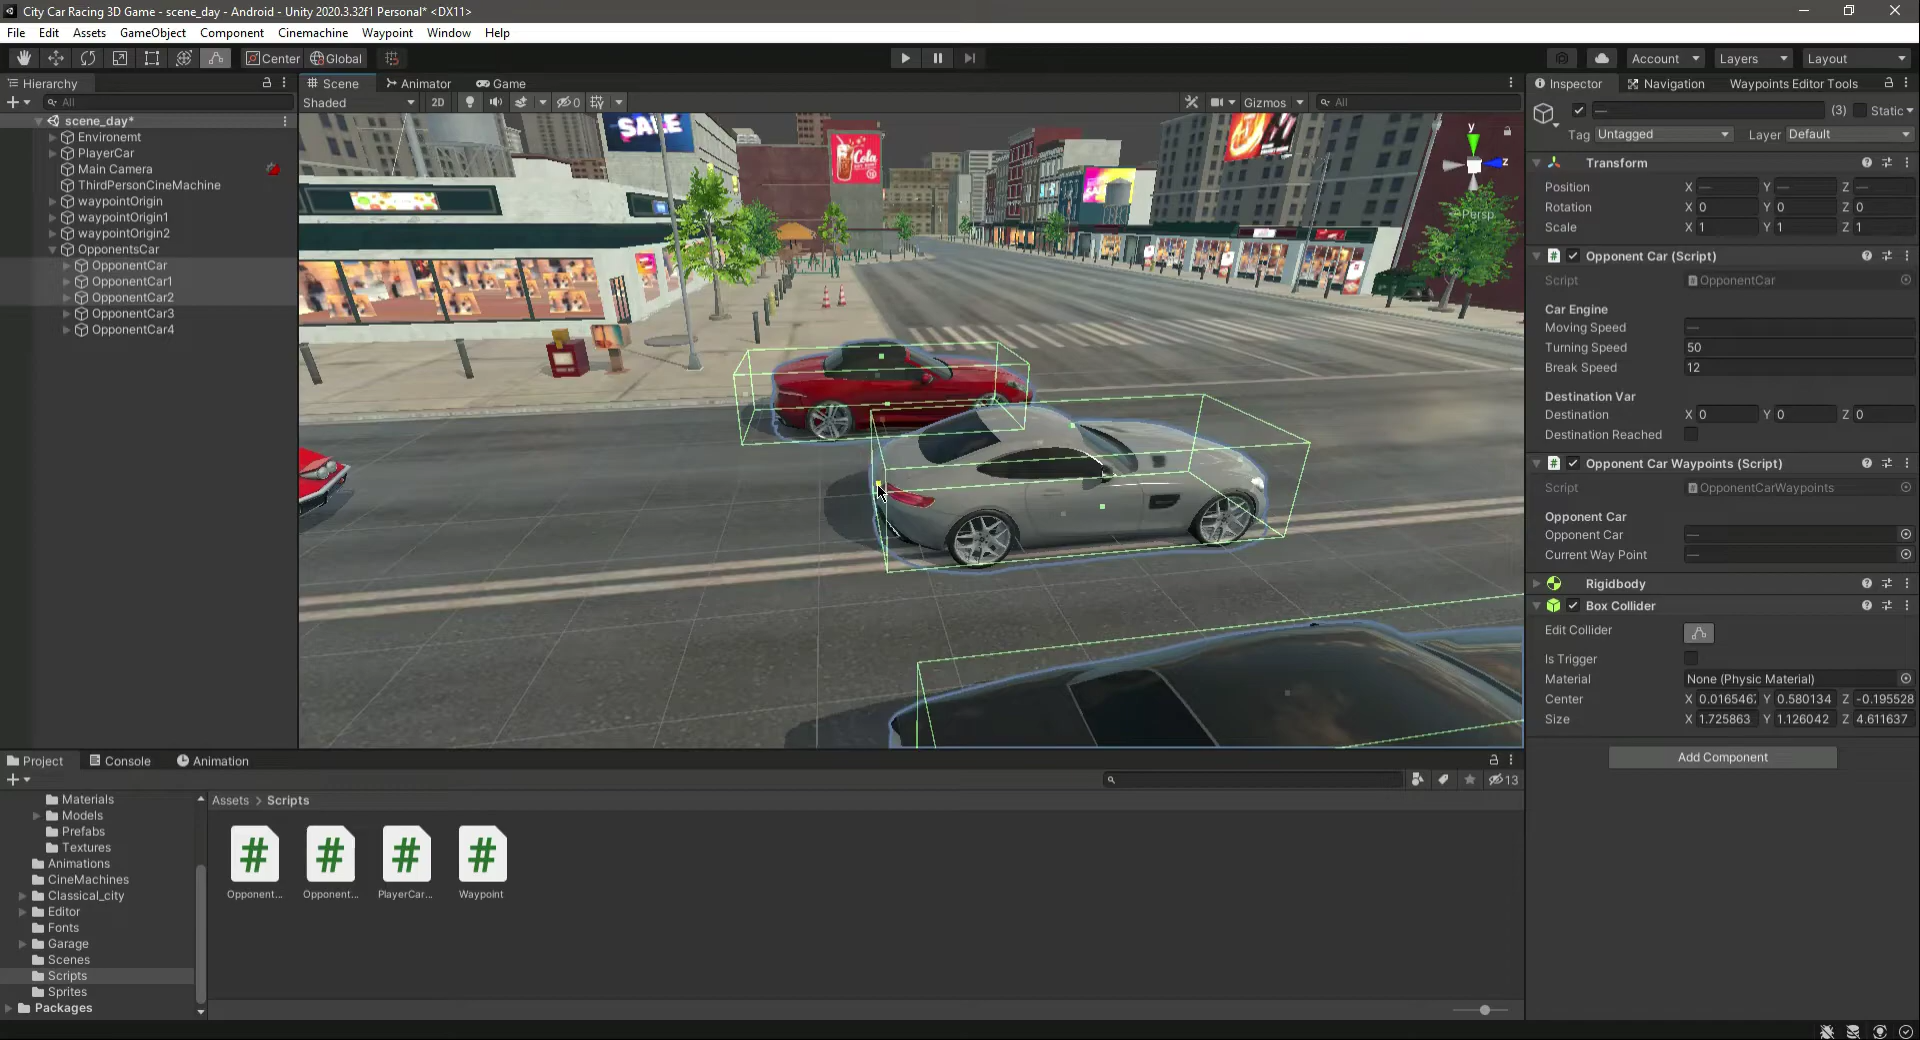 City Car Racing 3D Game - scene_day - Android - Unity 2020.3.32f1 Personal* <DX11>
File Edit Assets GameObject Component Cinemachine Waypoint Window Help
Center Global Account Layers Layout
Hierarchy
All
scene_day*
Environemt
PlayerCar
Main Camera
ThirdPersonCineMachine
waypointOrigin
waypointOrigin1
waypointOrigin2
OpponentsCar
OpponentCar
OpponentCar1
OpponentCar2
OpponentCar3
OpponentCar4
Scene Animator Game
Shaded 2D 0 Gizmos All
SALE
Cola
y
z
Persp
Inspector Navigation Waypoints Editor Tools
— (3) Static
Tag Untagged Layer Default
Transform
Position X — Y — Z —
Rotation X 0 Y 0 Z 0
Scale X 1 Y 1 Z 1
Opponent Car (Script)
Script OpponentCar
Car Engine
Moving Speed —
Turning Speed 50
Break Speed 12
Destination Var
Destination X 0 Y 0 Z 0
Destination Reached
Opponent Car Waypoints (Script)
Script OpponentCarWaypoints
Opponent Car
Opponent Car —
Current Way Point —
Rigidbody
Box Collider
Edit Collider
Is Trigger
Material None (Physic Material)
Center X 0.016546 Y 0.580134 Z -0.195528
Size X 1.725863 Y 1.126042 Z 4.611637
Add Component
Project Console Animation
13
Materials
Models
Prefabs
Textures
Animations
CineMachines
Classical_city
Editor
Fonts
Garage
Scenes
Scripts
Sprites
Packages
Assets > Scripts
Opponent... Opponent... PlayerCar... Waypoint